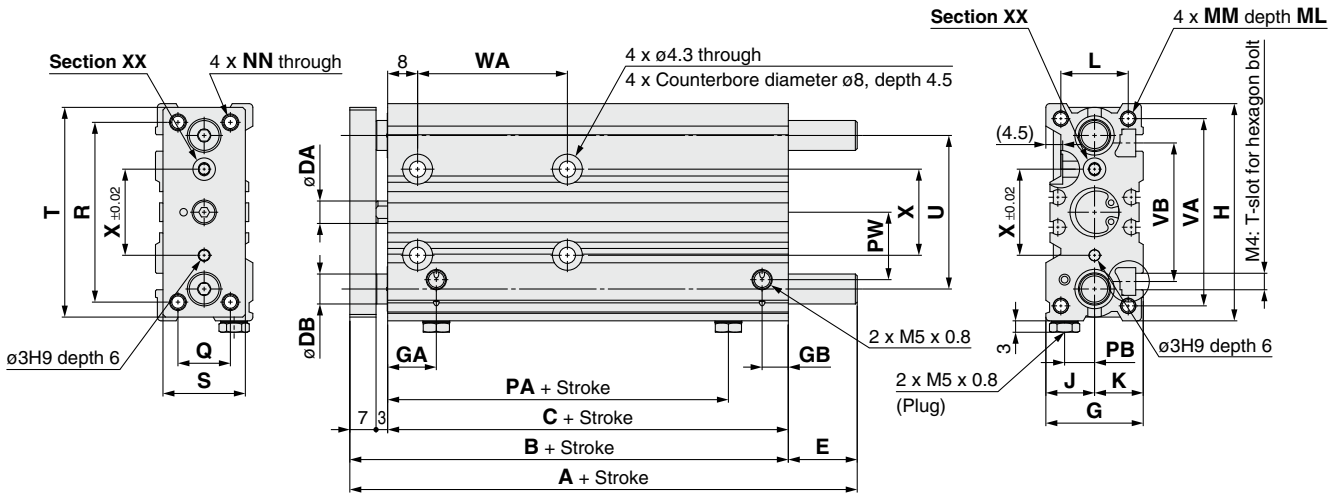 Section XX
4 x NN through
T
R
X ±0.02
ø3H9 depth 6
Q
S
8
WA
4 x ø4.3 through
4 x Counterbore diameter ø8, depth 4.5
øDA
øDB
PW
X
U
GA
GB
2 x M5 x 0.8
PA + Stroke
7
3
C + Stroke
B + Stroke
E
A + Stroke
Section XX
4 x MM depth ML
L
(4.5)
X ±0.02
VB
VA
H
M4: T-slot for hexagon bolt
3
PB
ø3H9 depth 6
J
K
2 x M5 x 0.8
(Plug)
G